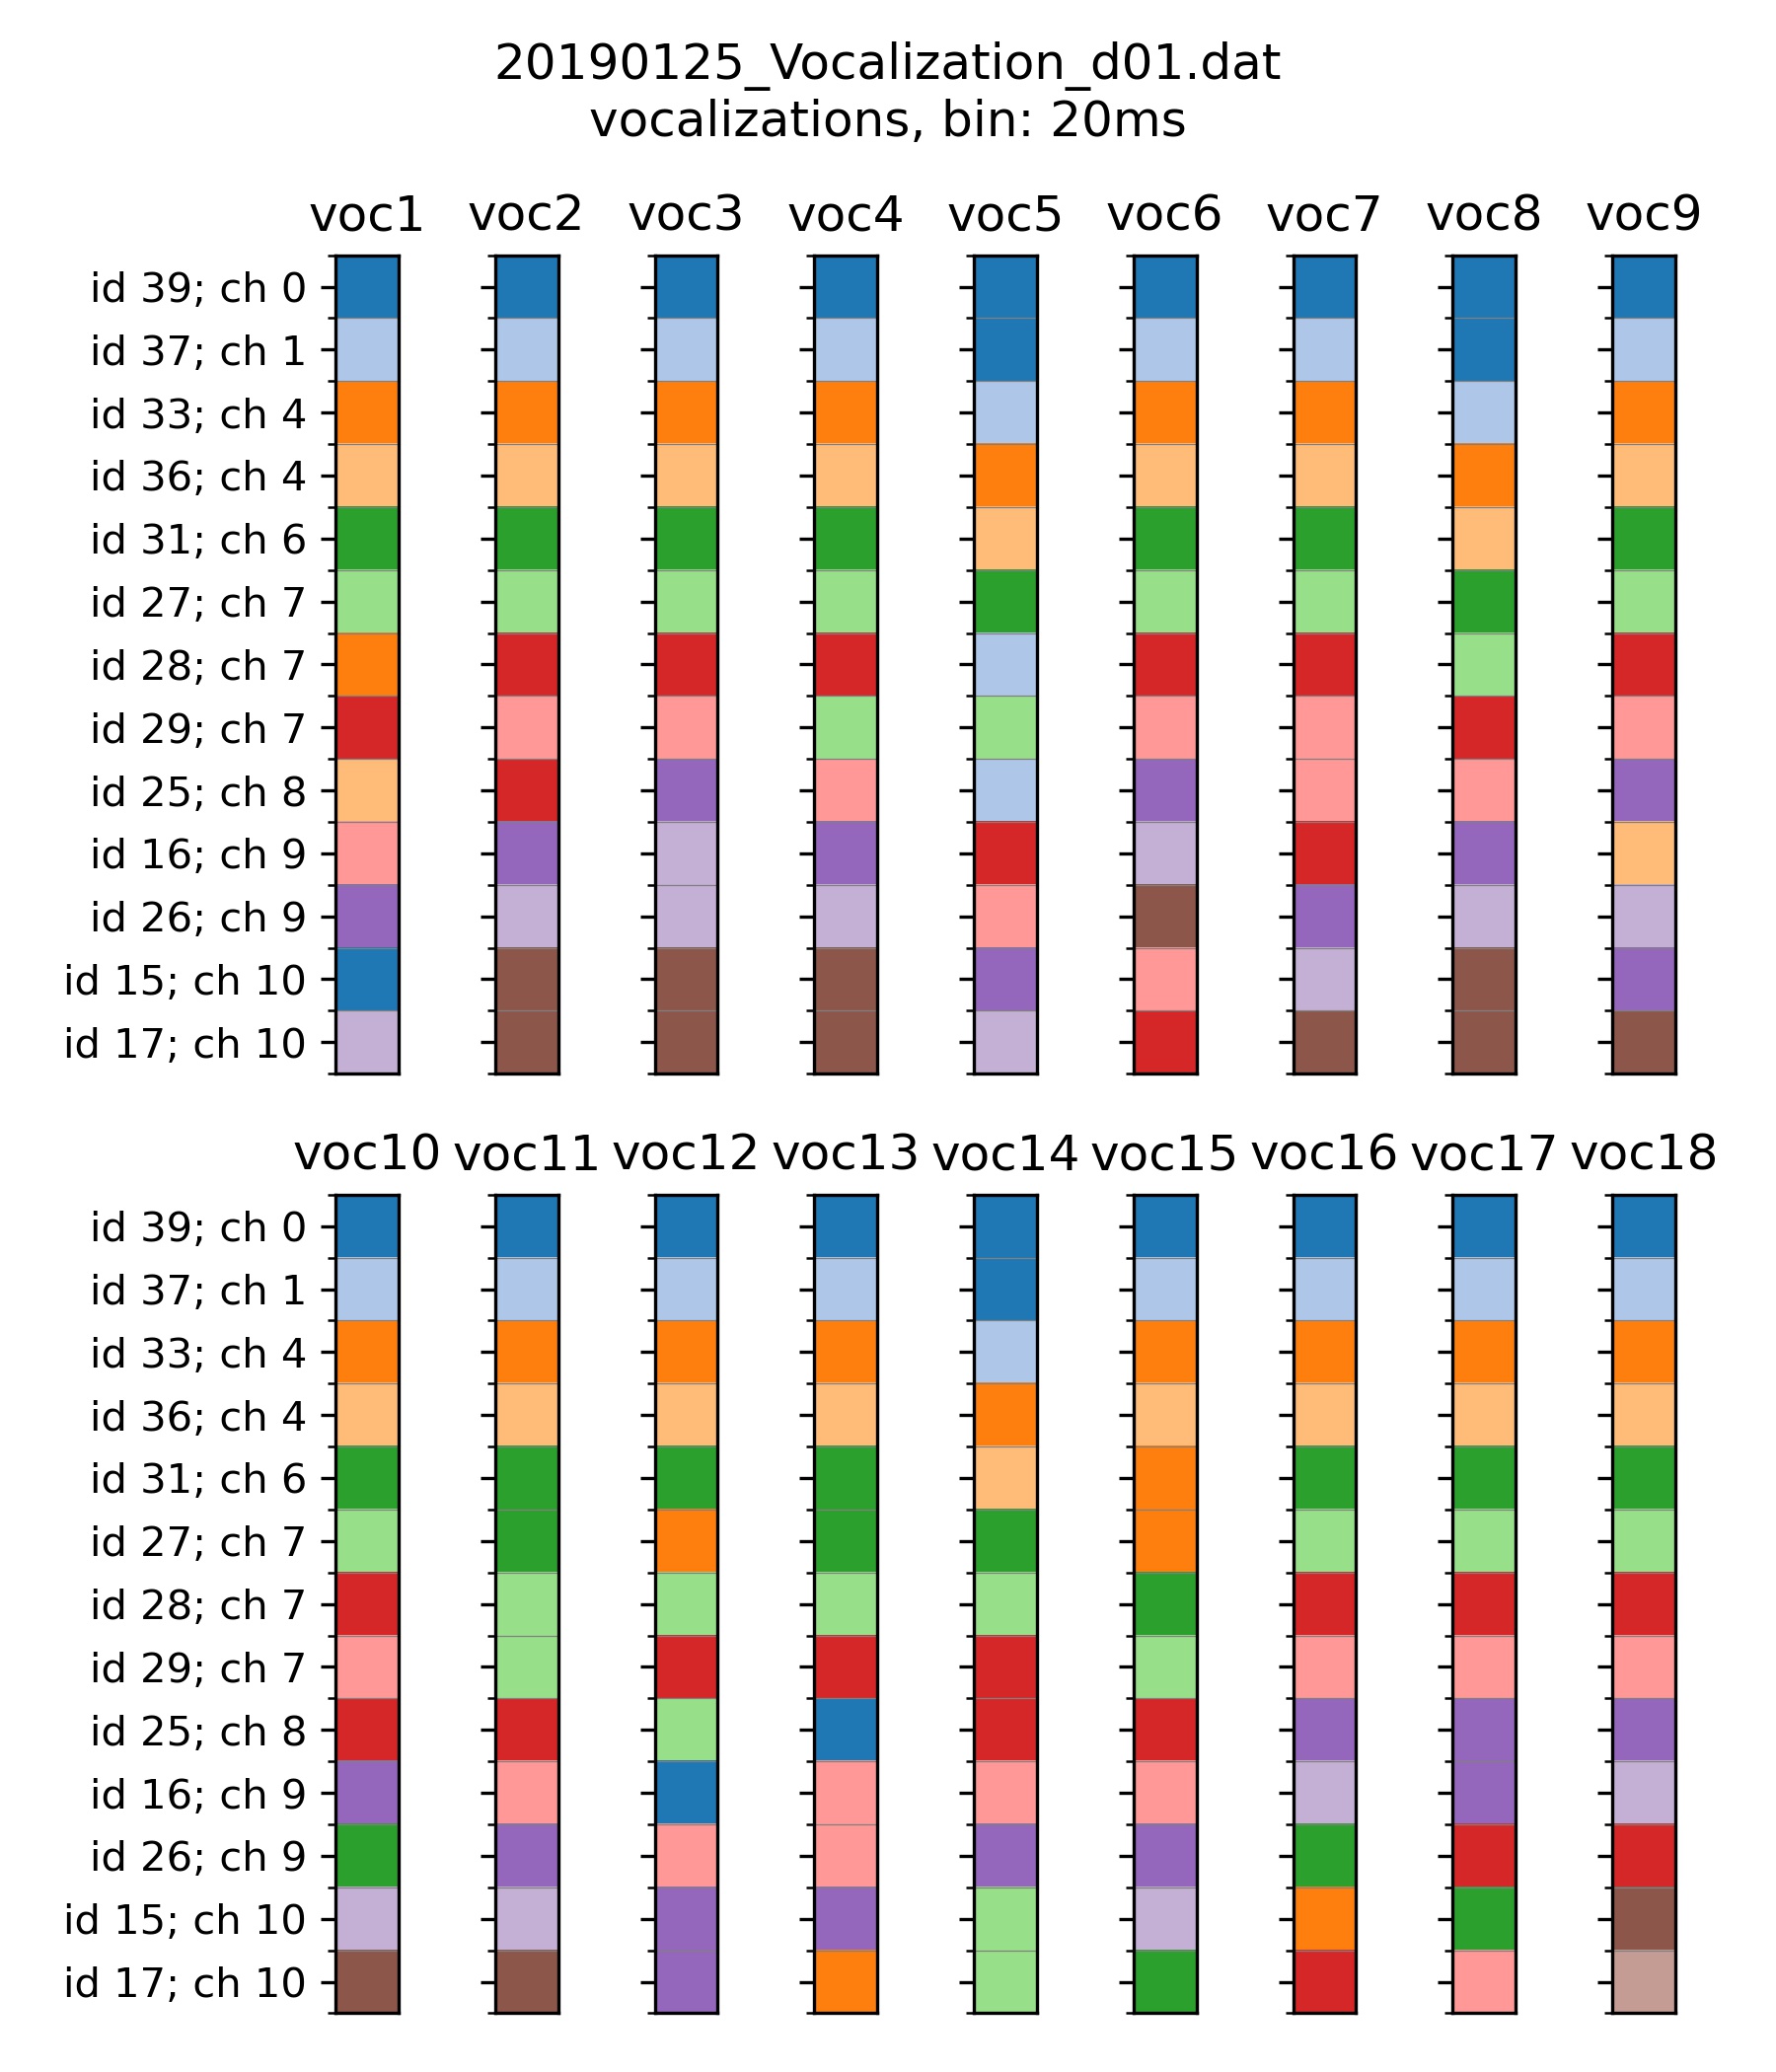 20190125_Vocalization_d01.dat
vocalizations, bin: 20ms
voc1 voc2 voc3 voc4 voc5 voc6 voc7 voc8 voc9
id 39; ch 0
id 37; ch 1
id 33; ch 4
id 36; ch 4
id 31; ch 6
id 27; ch 7
id 28; ch 7
id 29; ch 7
id 25; ch 8
id 16; ch 9
id 26; ch 9
id 15; ch 10
id 17; ch 10
voc10 voc11 voc12 voc13 voc14 voc15 voc16 voc17 voc18
id 39; ch 0
id 37; ch 1
id 33; ch 4
id 36; ch 4
id 31; ch 6
id 27; ch 7
id 28; ch 7
id 29; ch 7
id 25; ch 8
id 16; ch 9
id 26; ch 9
id 15; ch 10
id 17; ch 10